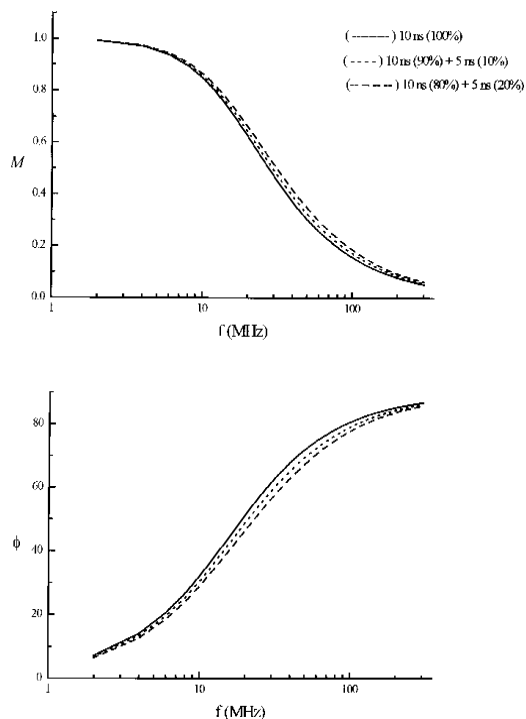 (————) 10 ns (100%)
(- - - -) 10 ns (90%) + 5 ns (10%)
(— — —) 10 ns (80%) + 5 ns (20%)
1.0
0.8
0.6
0.4
0.2
0.0
M
1
10
100
f (MHz)
80
60
40
20
0
ϕ
1
10
100
f (MHz)